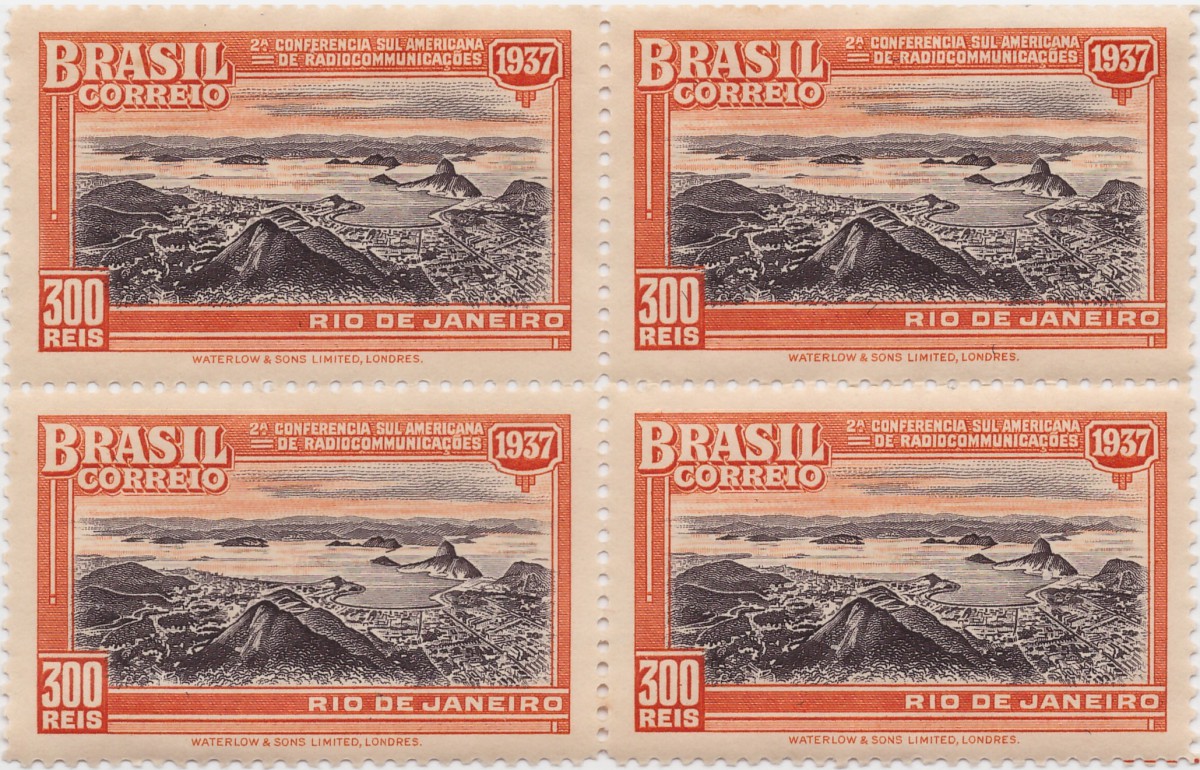 BRASIL
CORREIO
2ª CONFERENCIA SUL AMERICANA
DE RADIOCOMMUNICAÇÕES
1937
300
REIS
RIO DE JANEIRO
WATERLOW & SONS LIMITED, LONDRES.
BRASIL
CORREIO
2ª CONFERENCIA SUL AMERICANA
DE RADIOCOMMUNICAÇÕES
1937
300
REIS
RIO DE JANEIRO
WATERLOW & SONS LIMITED, LONDRES.
BRASIL
CORREIO
2ª CONFERENCIA SUL AMERICANA
DE RADIOCOMMUNICAÇÕES
1937
300
REIS
RIO DE JANEIRO
WATERLOW & SONS LIMITED, LONDRES.
BRASIL
CORREIO
2ª CONFERENCIA SUL AMERICANA
DE RADIOCOMMUNICAÇÕES
1937
300
REIS
RIO DE JANEIRO
WATERLOW & SONS LIMITED, LONDRES.